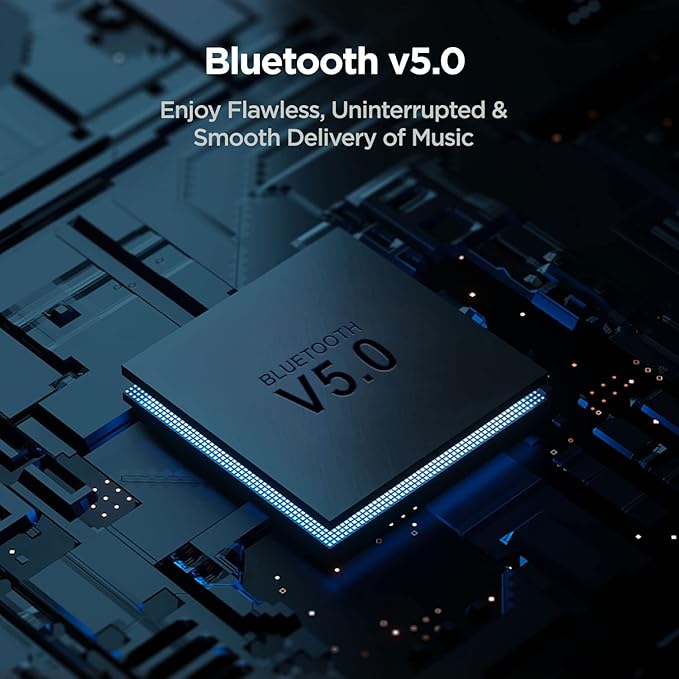 Bluetooth v5.0
Enjoy Flawless, Uninterrupted &
Smooth Delivery of Music
BLUETOOTH
V5.0